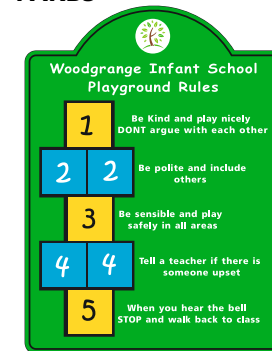 Woodgrange Infant School
Playground Rules
1
Be Kind and play nicely
DONT argue with each other
2 2
Be polite and include
others
3
Be sensible and play
safely in all areas
4 4
Tell a teacher if there is
someone upset
5
When you hear the bell
STOP and walk back to class